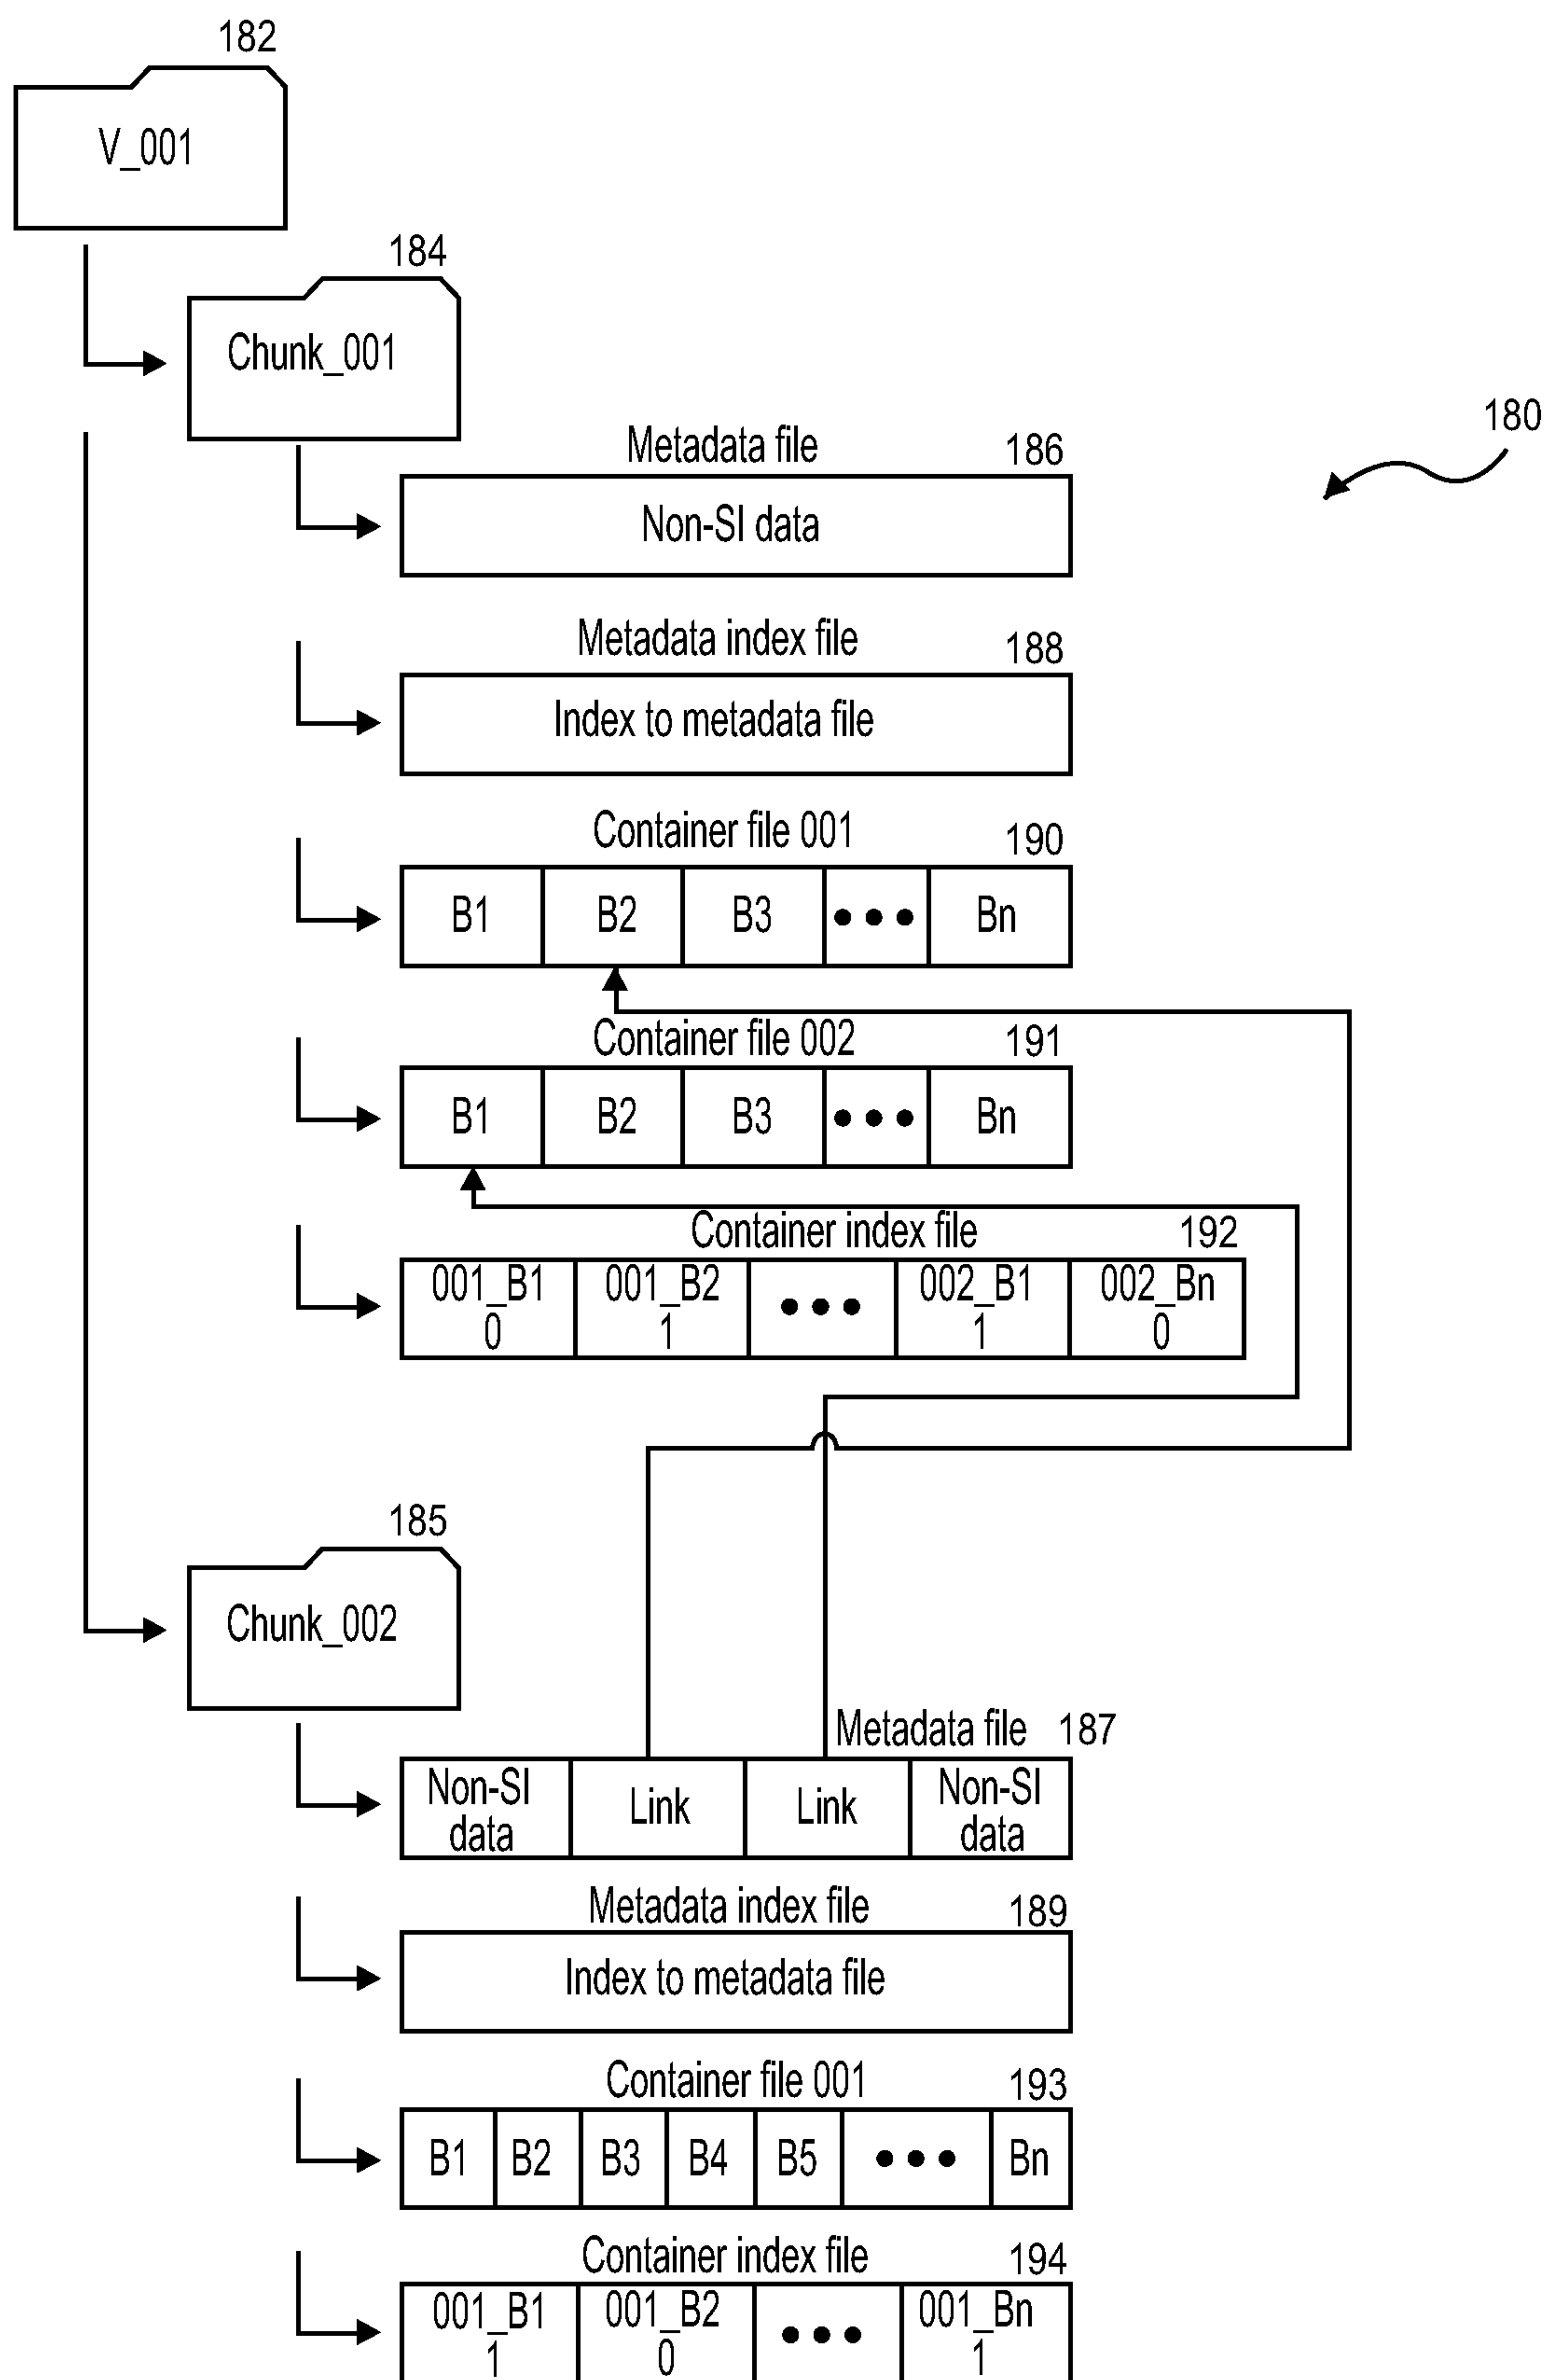 182
V_001
184
Chunk_001
180
Metadata file 186
Non-SI data
Metadata index file 188
Index to metadata file
Container file 001 190
B1 B2 B3 ••• Bn
Container file 002 191
B1 B2 B3 ••• Bn
Container index file 192
001_B1 001_B2 ••• 002_B1 002_Bn
0 1 1 0
185
Chunk_002
Metadata file 187
Non-SI Link Link Non-SI
data data
Metadata index file 189
Index to metadata file
Container file 001 193
B1 B2 B3 B4 B5 ••• Bn
Container index file 194
001_B1 001_B2 ••• 001_Bn
1 0 1